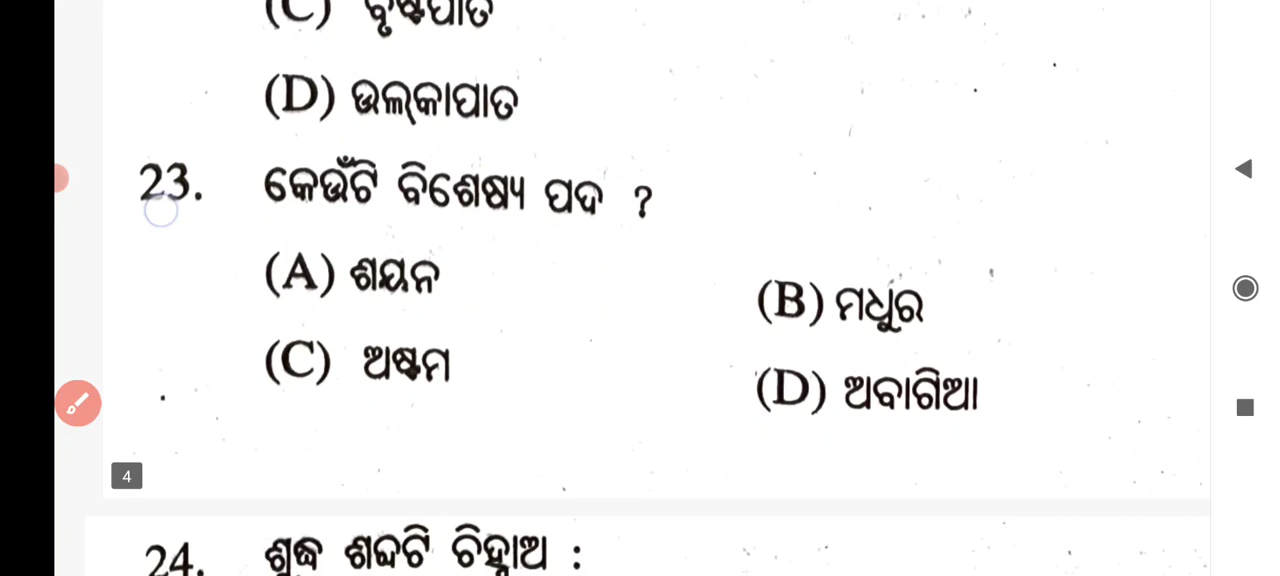 (C) ବୃଷ୍ଟିପାତ
(D) ଉଲ୍‌କାପାତ
23. କେଉଁଟି ବିଶେଷ୍ୟ ପଦ ?
(A) ଶୟନ
(B) ମଧୁର
(C) ଅଷ୍ଟମ
(D) ଅବାଗିଆ
4
24. ଶୁଦ୍ଧ ଶବ୍ଦଟି ଚିହ୍ନାଅ :